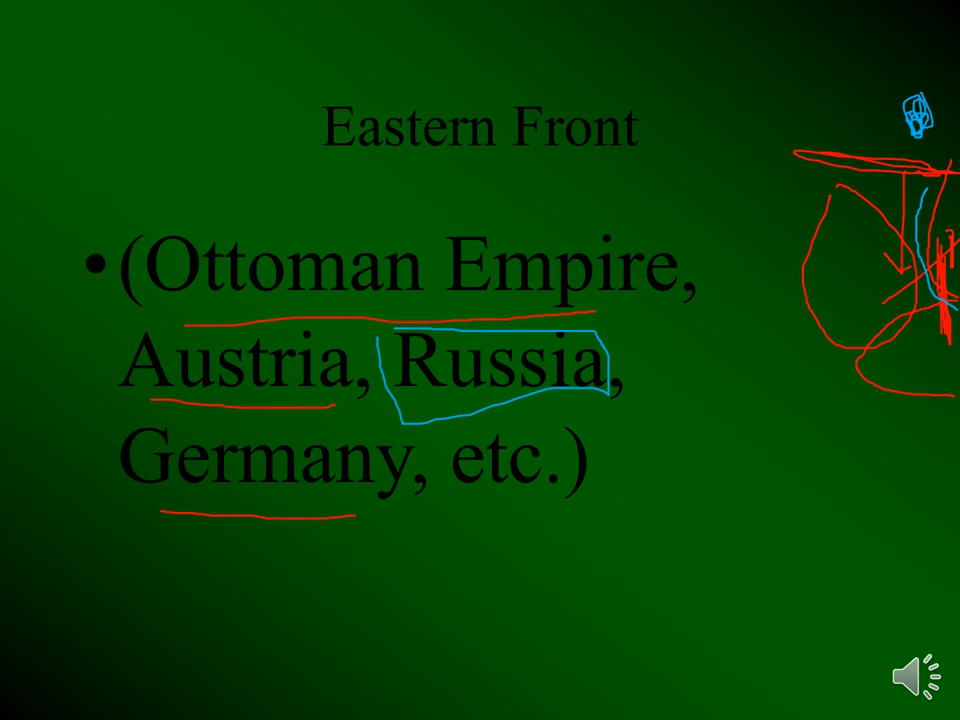 Eastern Front
• (Ottoman Empire,
Austria, Russia,
Germany, etc.)